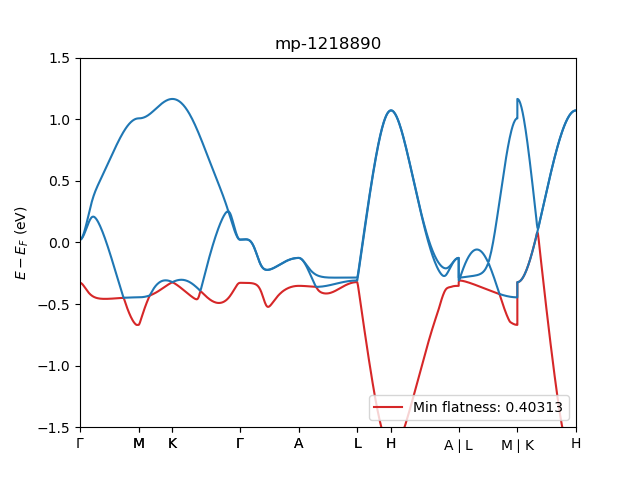 mp-1218890
E − E_F (eV)
1.5
1.0
0.5
0.0
−0.5
−1.0
−1.5
Min flatness: 0.40313
Γ M K Γ A L H A | L M | K H